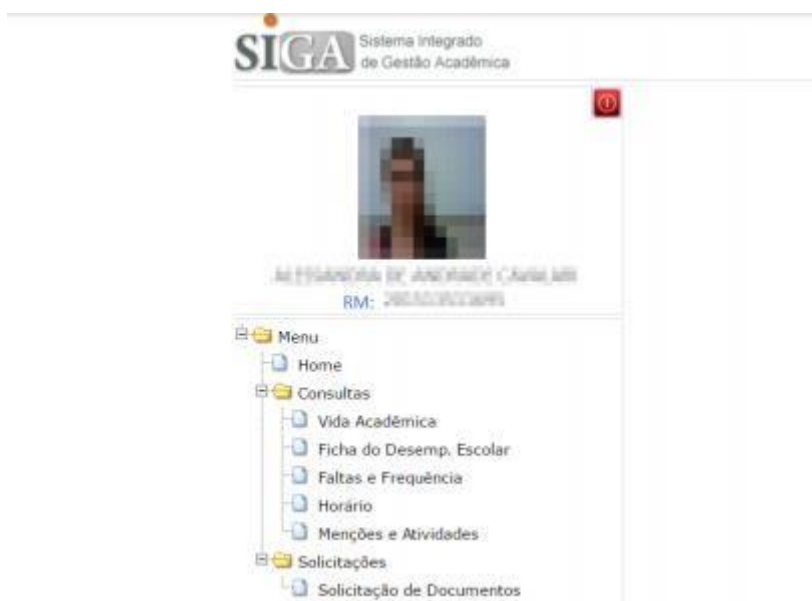 SIGA Sistema Integrado
de Gestão Acadêmica
RM:
Menu
Home
Consultas
Vida Acadêmica
Ficha do Desemp. Escolar
Faltas e Frequência
Horário
Menções e Atividades
Solicitações
Solicitação de Documentos